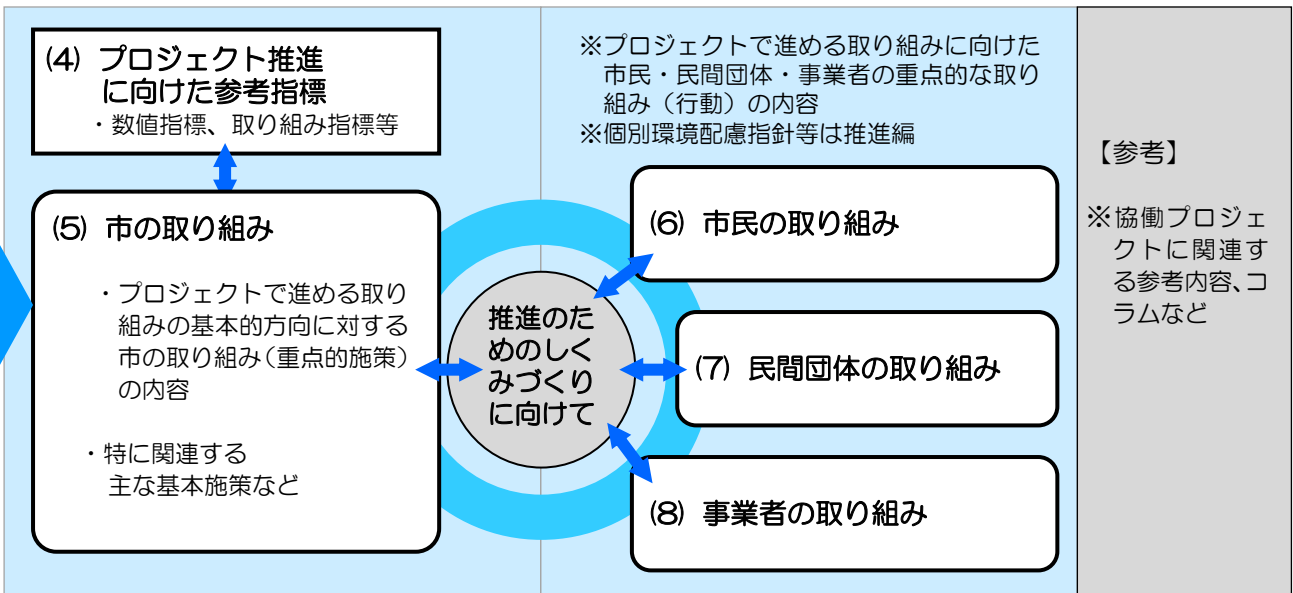 (4) プロジェクト推進
に向けた参考指標
・数値指標、取り組み指標等
(5) 市の取り組み
・プロジェクトで進める取り
組みの基本的方向に対する
市の取り組み（重点的施策）
の内容
・特に関連する
主な基本施策など
推進のた
めのしく
みづくり
に向けて
※プロジェクトで進める取り組みに向けた
市民・民間団体・事業者の重点的な取り
組み（行動）の内容
※個別環境配慮指針等は推進編
(6) 市民の取り組み
(7) 民間団体の取り組み
(8) 事業者の取り組み
【参考】
※協働プロジェ
クトに関連す
る参考内容、コ
ラムなど